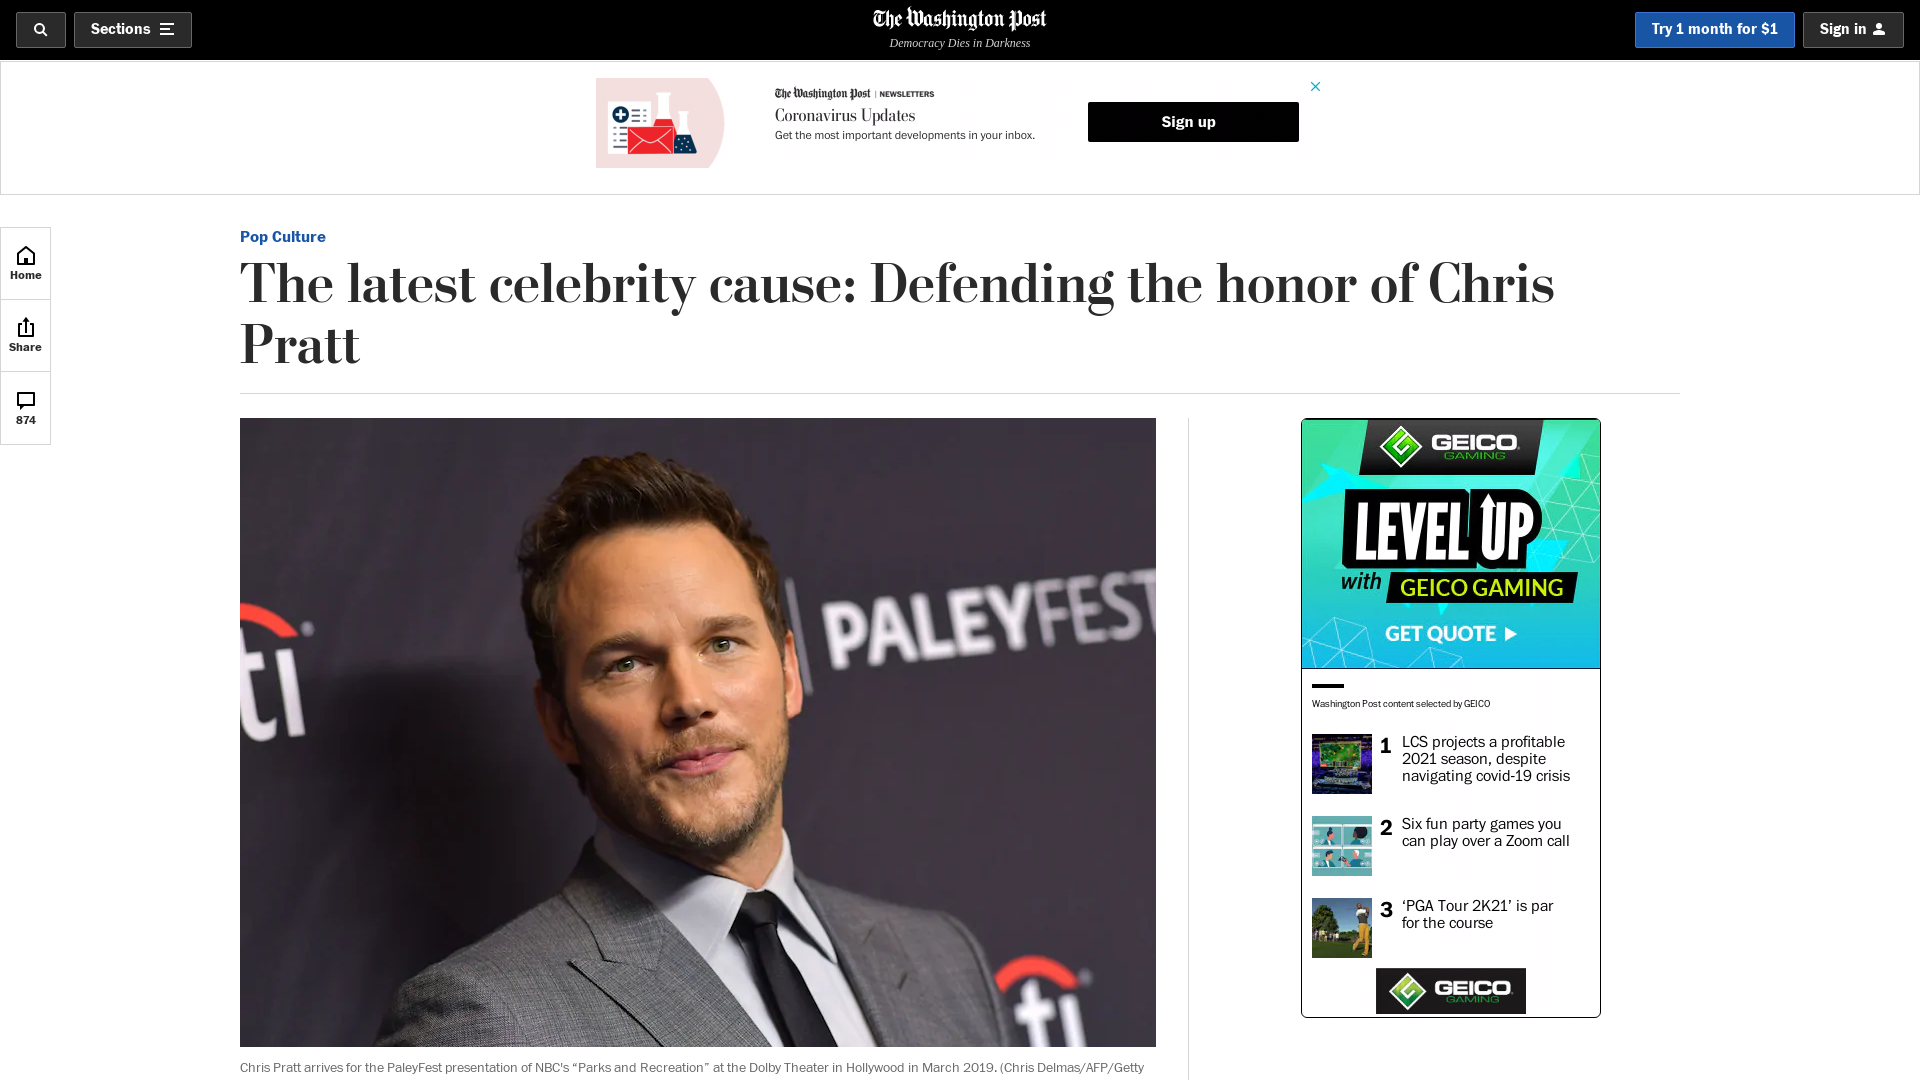 Sections
The Washington Post
Democracy Dies in Darkness
Try 1 month for $1
Sign in
The Washington Post | NEWSLETTERS
Coronavirus Updates
Get the most important developments in your inbox.
Sign up
Home
Share
874
Pop Culture
The latest celebrity cause: Defending the honor of Chris
Pratt
PALEYFEST
citi
citi
GEICO
GAMING
LEVEL UP
with GEICO GAMING
GET QUOTE
Washington Post content selected by GEICO
1 LCS projects a profitable
2021 season, despite
navigating covid-19 crisis
2 Six fun party games you
can play over a Zoom call
3 ‘PGA Tour 2K21’ is par
for the course
GEICO
GAMING
Chris Pratt arrives for the PaleyFest presentation of NBC's “Parks and Recreation” at the Dolby Theater in Hollywood in March 2019. (Chris Delmas/AFP/Getty